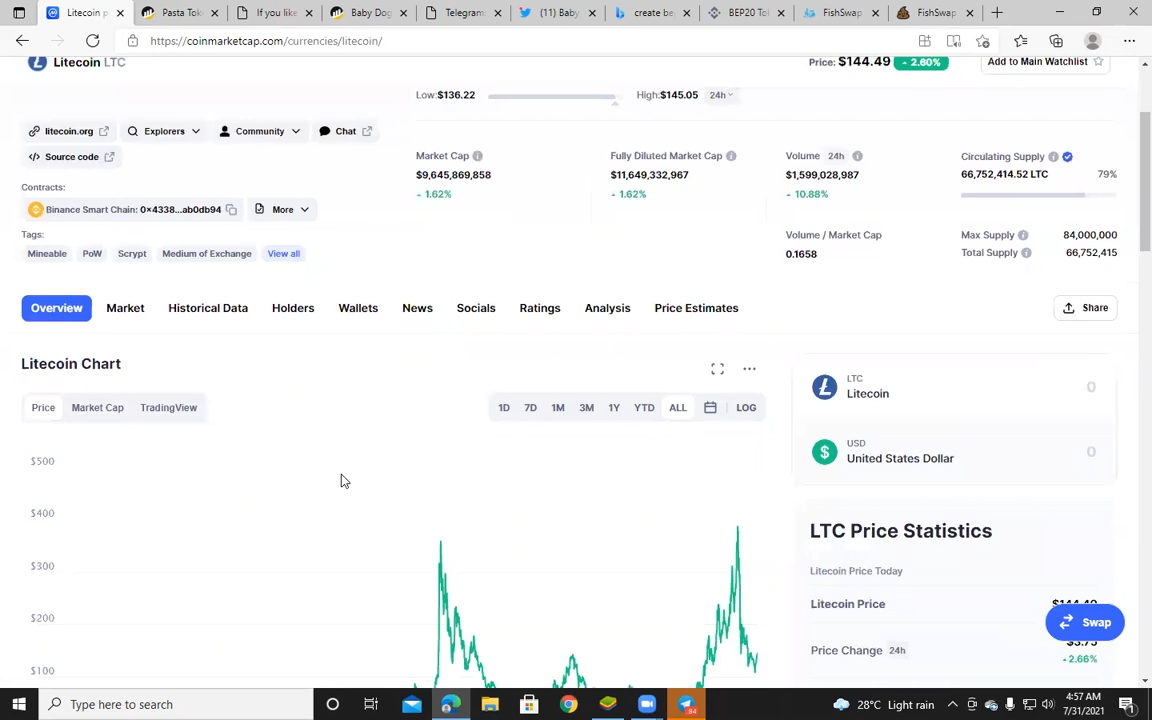 Litecoin p
Pasta Tok
If you like
Baby Dog
Telegram:
(11) Baby
create be
BEP20 To
FishSwap
FishSwap
https://coinmarketcap.com/currencies/litecoin/
Litecoin LTC
Price: $144.49 2.60%
Add to Main Watchlist
Low:$136.22
High:$145.05
24h
litecoin.org
Explorers
Community
Chat
Source code
Market Cap
Fully Diluted Market Cap
Volume 24h
Circulating Supply
$9,645,869,858
$11,649,332,967
$1,599,028,987
66,752,414.52 LTC
79%
1.62%
1.62%
10.88%
Contracts:
Binance Smart Chain: 0×4338...ab0db94
More
Tags:
Mineable
PoW
Scrypt
Medium of Exchange
View all
Volume / Market Cap
0.1658
Max Supply
84,000,000
Total Supply
66,752,415
Overview
Market
Historical Data
Holders
Wallets
News
Socials
Ratings
Analysis
Price Estimates
Share
Litecoin Chart
Price
Market Cap
TradingView
1D
7D
1M
3M
1Y
YTD
ALL
LOG
LTC
Litecoin
0
USD
United States Dollar
0
$500
$400
$300
$200
$100
LTC Price Statistics
Litecoin Price Today
Litecoin Price
$144.49
Swap
Price Change 24h
$3.75
2.66%
Type here to search
28°C Light rain
4:57 AM
7/31/2021